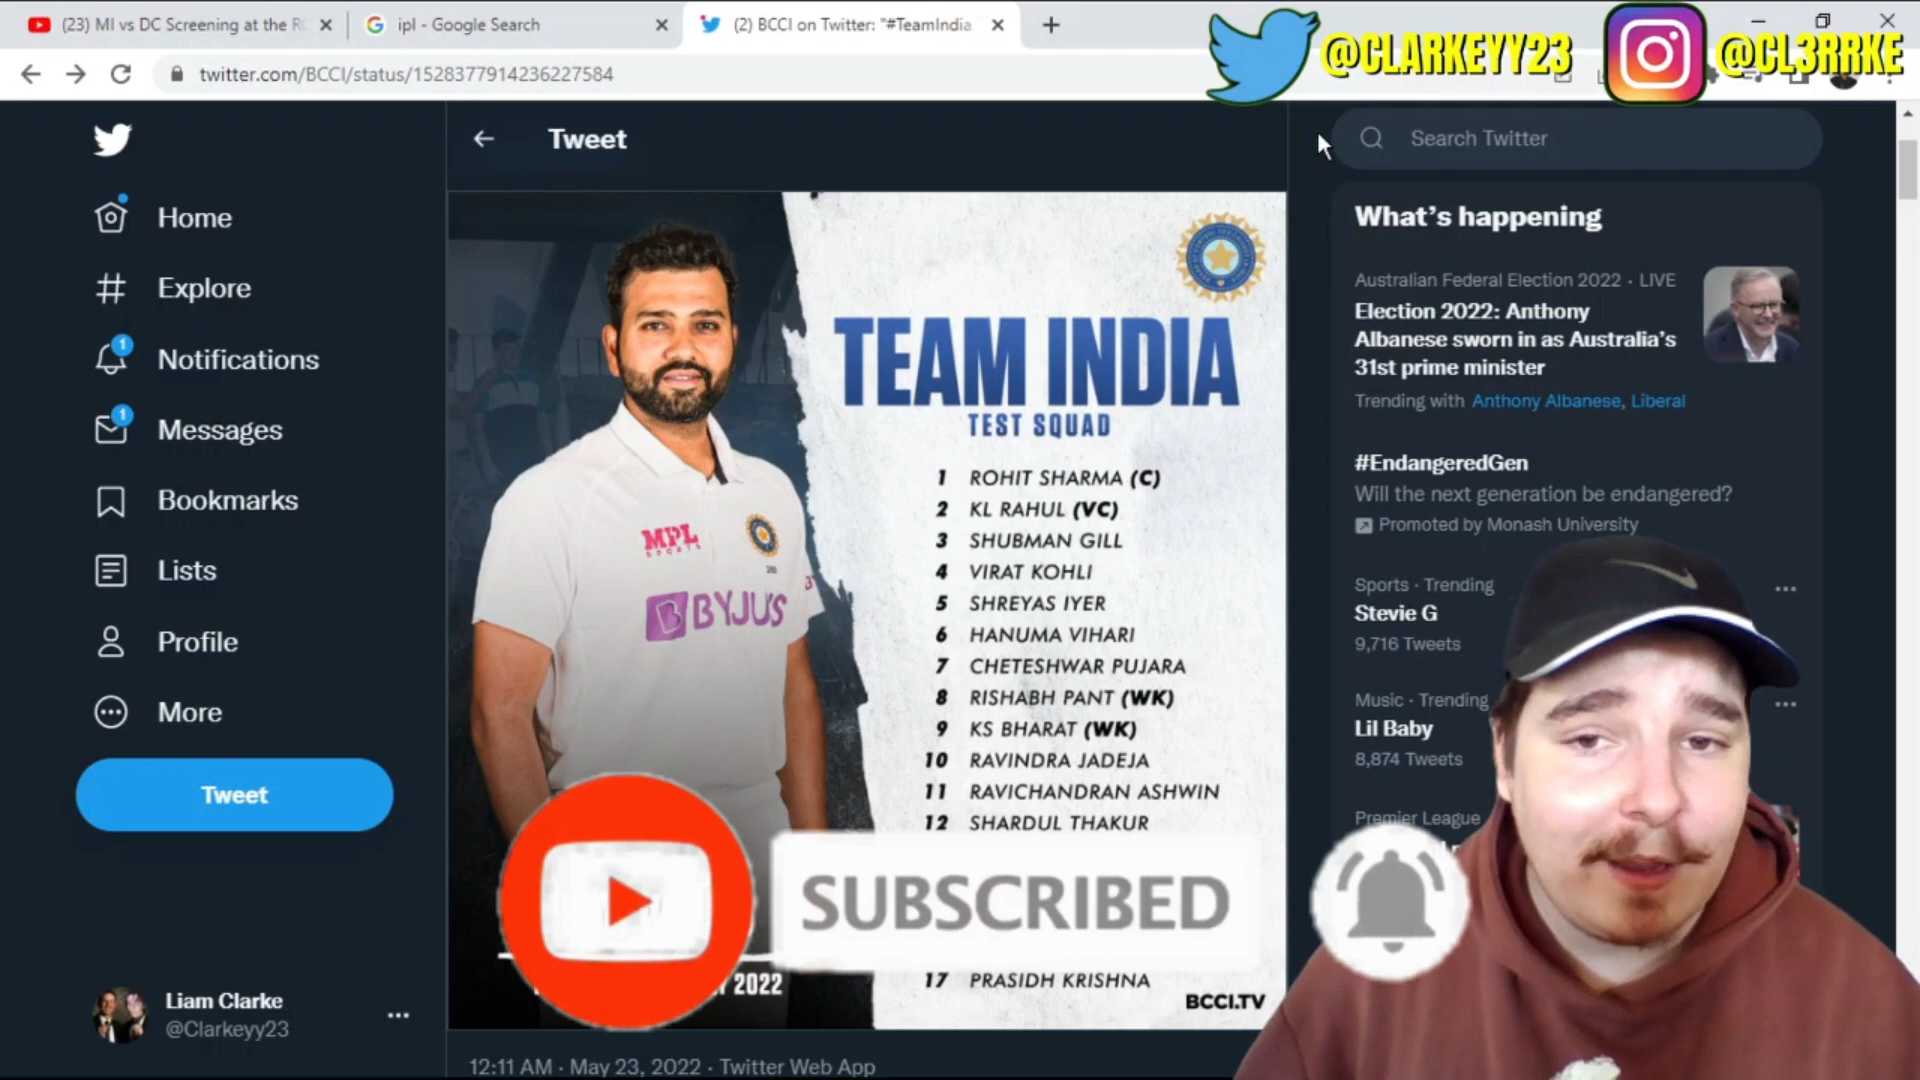 (23) MI vs DC Screening at the R
ipl - Google Search
(2) BCCI on Twitter: "#TeamIndia
twitter.com/BCCI/status/1528377914236227584
@CLARKEYY23
@CL3RRKE
Tweet
Search Twitter
Home
Explore
1
Notifications
1
Messages
Bookmarks
Lists
Profile
More
Tweet
Liam Clarke
@Clarkeyy23
TEAM INDIA
TEST SQUAD
1 ROHIT SHARMA (C)
2 KL RAHUL (VC)
3 SHUBMAN GILL
4 VIRAT KOHLI
5 SHREYAS IYER
6 HANUMA VIHARI
7 CHETESHWAR PUJARA
8 RISHABH PANT (WK)
9 KS BHARAT (WK)
10 RAVINDRA JADEJA
11 RAVICHANDRAN ASHWIN
12 SHARDUL THAKUR
17 PRASIDH KRISHNA
BCCI.TV
MPL
SPORTS
BYJU'S
2022
SUBSCRIBED
12:11 AM · May 23, 2022 · Twitter Web App
What's happening
Australian Federal Election 2022 · LIVE
Election 2022: Anthony
Albanese sworn in as Australia's
31st prime minister
Trending with Anthony Albanese, Liberal
#EndangeredGen
Will the next generation be endangered?
Promoted by Monash University
Sports · Trending
Stevie G
9,716 Tweets
Music · Trending
Lil Baby
8,874 Tweets
Premier League